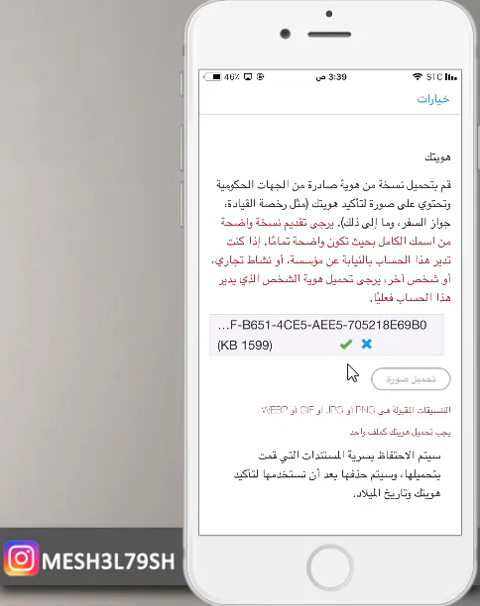 46٪ 3:39 ص STC
خيارات
هويتك
قم بتحميل نسخة من هوية صادرة من الجهات الحكومية
وتحتوي على صورة لتأكيد هويتك (مثل رخصة القيادة،
جواز السفر، وما إلى ذلك). يرجى تقديم نسخة واضحة
من اسمك الكامل بحيث تكون واضحة تمامًا. إذا كنت
تدير هذا الحساب بالنيابة عن مؤسسة، أو نشاط تجاري،
أو شخص آخر، يرجى تحميل هوية الشخص الذي يدير
هذا الحساب فعليًا.
...F-B651-4CE5-AEE5-705218E69B0
(KB 1599)
تحميل صورة
التنسيقات المقبولة هي PNG أو JPG أو GIF أو WEBP
يجب تحميل هويتك كملف واحد
سيتم الاحتفاظ بسرية المستندات التي قمت
بتحميلها، وسيتم حذفها بعد أن نستخدمها لتأكيد
هويتك وتاريخ الميلاد.
MESH3L79SH